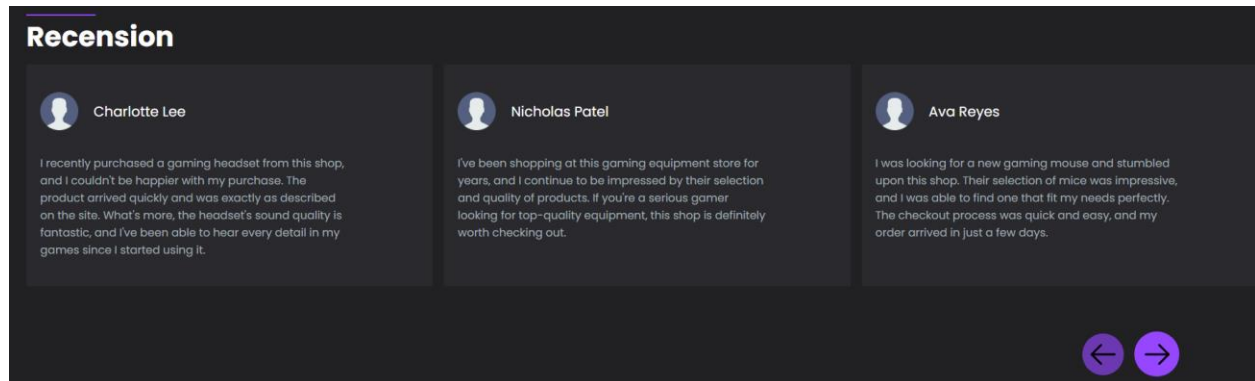 Recension
Charlotte Lee
I recently purchased a gaming headset from this shop,
and I couldn't be happier with my purchase. The
product arrived quickly and was exactly as described
on the site. What's more, the headset's sound quality is
fantastic, and I've been able to hear every detail in my
games since I started using it.
Nicholas Patel
I've been shopping at this gaming equipment store for
years, and I continue to be impressed by their selection
and quality of products. If you're a serious gamer
looking for top-quality equipment, this shop is definitely
worth checking out.
Ava Reyes
I was looking for a new gaming mouse and stumbled
upon this shop. Their selection of mice was impressive,
and I was able to find one that fit my needs perfectly.
The checkout process was quick and easy, and my
order arrived in just a few days.